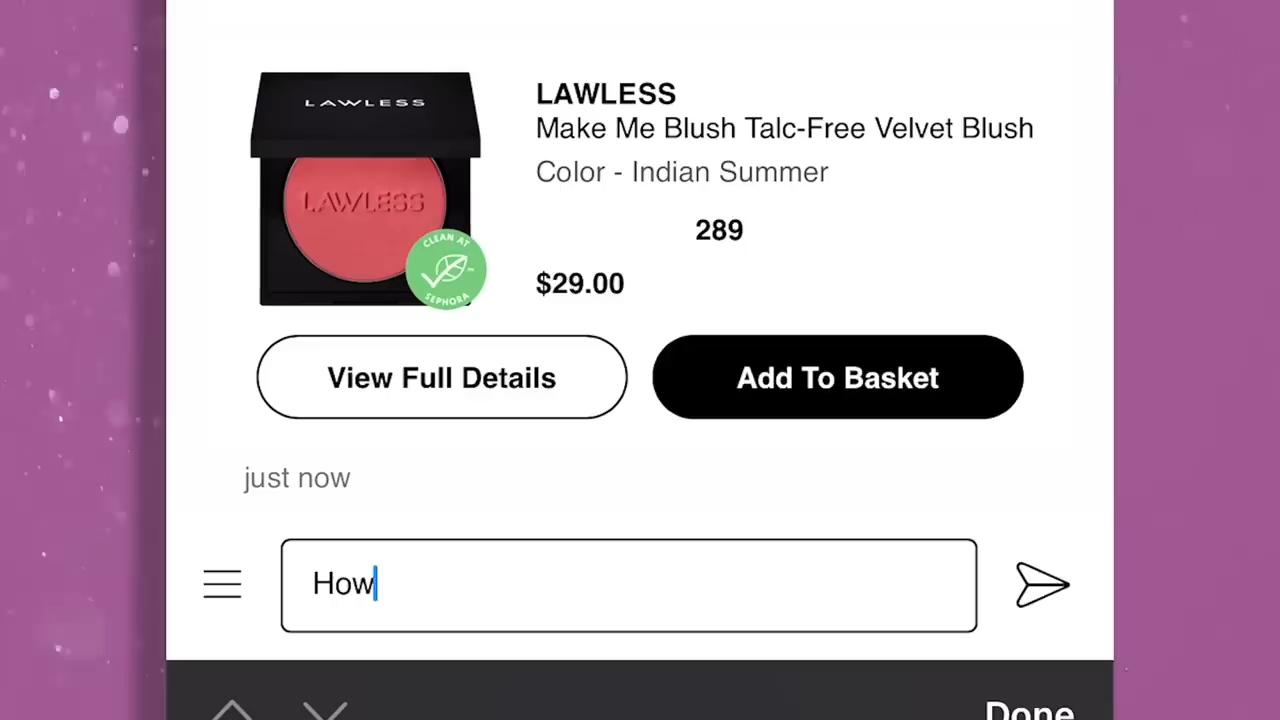 LAWLESS
LAWLESS
CLEAN AT
SEPHORA
LAWLESS
Make Me Blush Talc-Free Velvet Blush
Color - Indian Summer
289
$29.00
View Full Details
Add To Basket
just now
How
Done